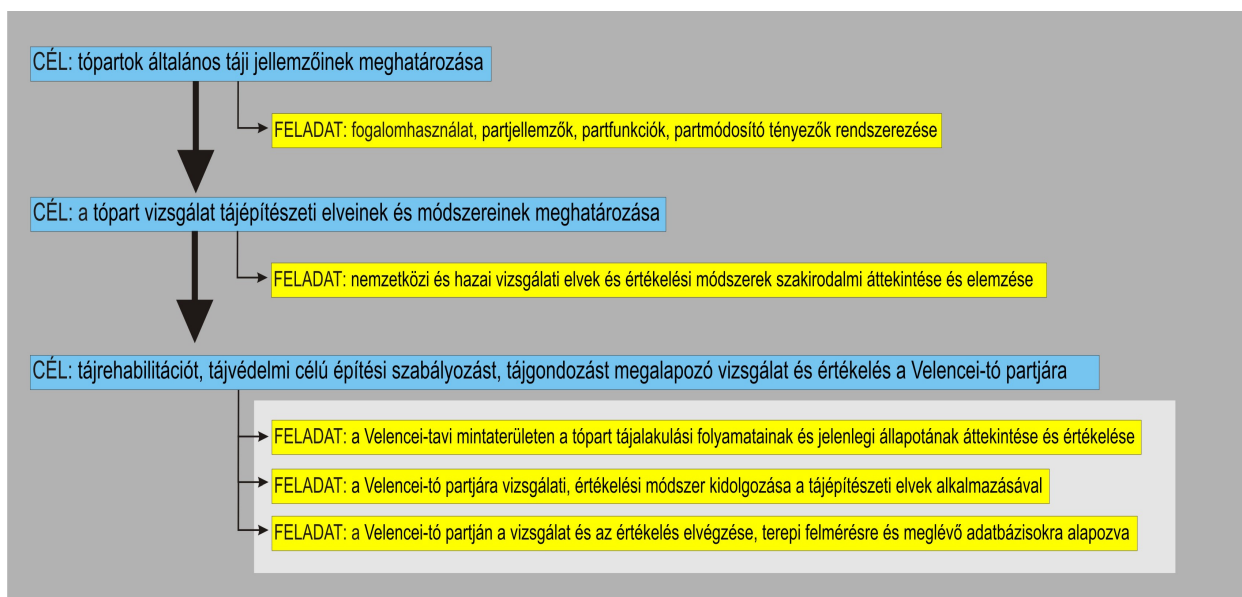 CÉL: tópartok általános táji jellemzőinek meghatározása
FELADAT: fogalomhasználat, partjellemzők, partfunkciók, partmódosító tényezők rendszerezése
CÉL: a tópart vizsgálat tájépítészeti elveinek és módszereinek meghatározása
FELADAT: nemzetközi és hazai vizsgálati elvek és értékelési módszerek szakirodalmi áttekintése és elemzése
CÉL: tájrehabilitációt, tájvédelmi célú építési szabályozást, tájgondozást megalapozó vizsgálat és értékelés a Velencei-tó partjára
FELADAT: a Velencei-tavi mintaterületen a tópart tájalakulási folyamatainak és jelenlegi állapotának áttekintése és értékelése
FELADAT: a Velencei-tó partjára vizsgálati, értékelési módszer kidolgozása a tájépítészeti elvek alkalmazásával
FELADAT: a Velencei-tó partján a vizsgálat és az értékelés elvégzése, terepi felmérésre és meglévő adatbázisokra alapozva